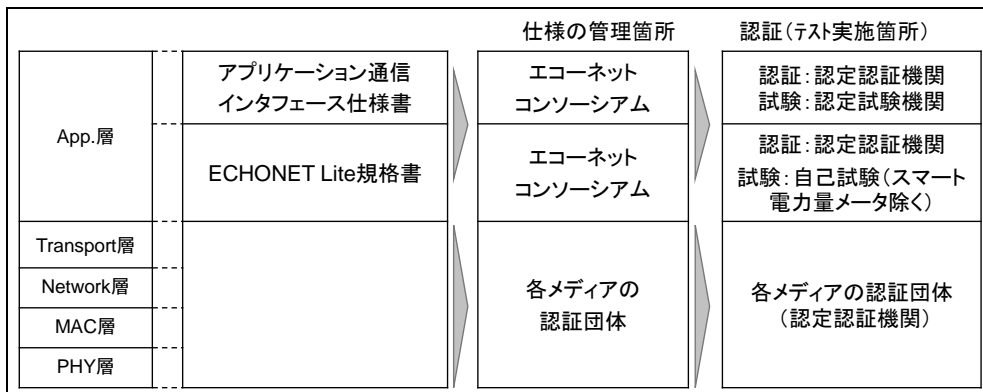 仕様の管理箇所
認証(テスト実施箇所)
App.層
アプリケーション通信
インタフェース仕様書
エコーネット
コンソーシアム
認証:認定認証機関
試験:認定試験機関
ECHONET Lite規格書
エコーネット
コンソーシアム
認証:認定認証機関
試験:自己試験(スマート
電力量メータ除く)
Transport層
Network層
MAC層
PHY層
各メディアの
認証団体
各メディアの認証団体
(認定認証機関)